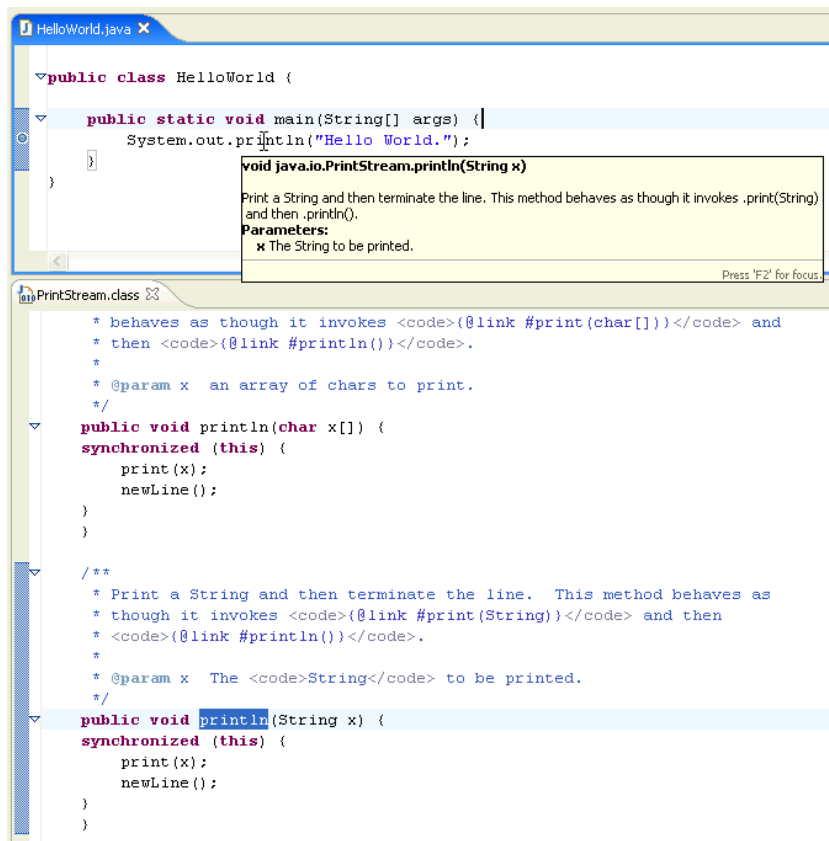 HelloWorld.java
public class HelloWorld {
public static void main(String[] args) {
System.out.println("Hello World.");
}
}
void java.io.PrintStream.println(String x)
Print a String and then terminate the line. This method behaves as though it invokes .print(String)
and then .println().
Parameters:
x The String to be printed.
Press 'F2' for focus.
PrintStream.class
* behaves as though it invokes <code>{@link #print(char[])}</code> and
* then <code>{@link #println()}</code>.
*
* @param x  an array of chars to print.
*/
public void println(char x[]) {
synchronized (this) {
print(x);
newLine();
}
}
/**
* Print a String and then terminate the line.  This method behaves as
* though it invokes <code>{@link #print(String)}</code> and then
* <code>{@link #println()}</code>.
*
* @param x  The <code>String</code> to be printed.
*/
public void println(String x) {
synchronized (this) {
print(x);
newLine();
}
}